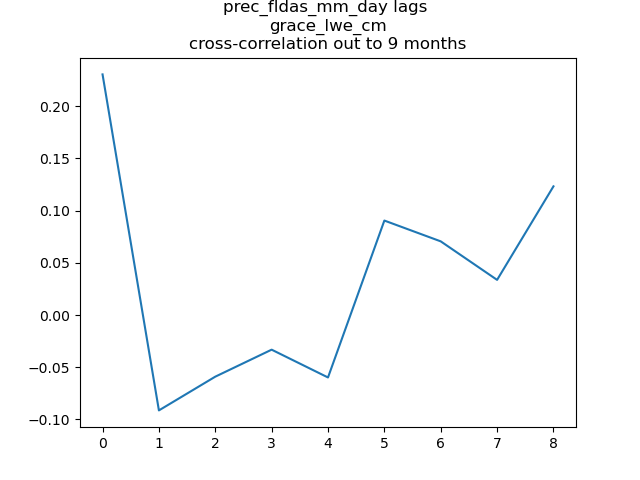 prec_fldas_mm_day lags
grace_lwe_cm
cross-correlation out to 9 months
0.20
0.15
0.10
0.05
0.00
−0.05
−0.10
0 1 2 3 4 5 6 7 8